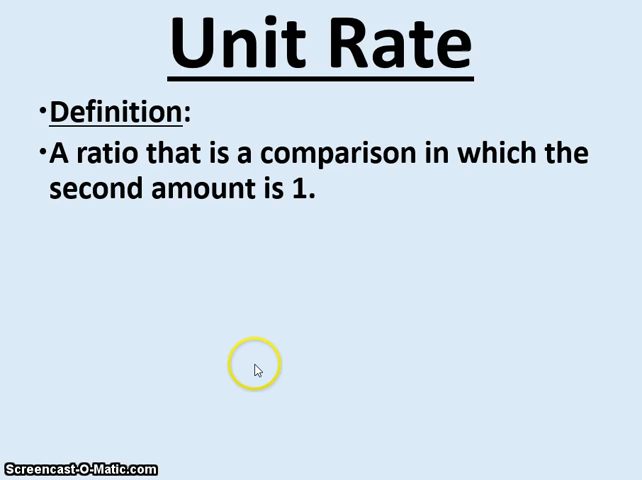 Unit Rate
•Definition:
•A ratio that is a comparison in which the
second amount is 1.
Screencast-O-Matic.com